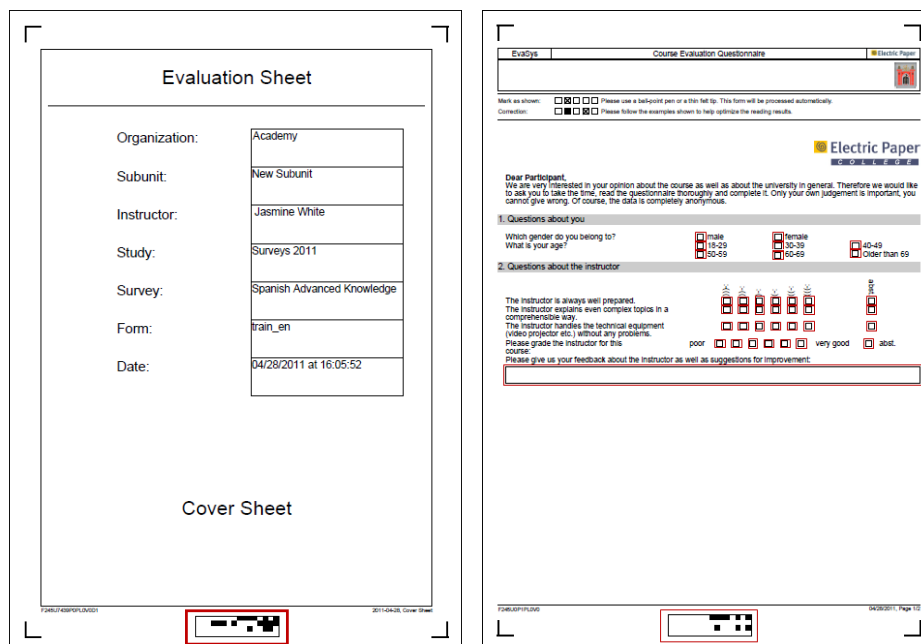 Evaluation Sheet
Organization: Academy
Subunit: New Subunit
Instructor: Jasmine White
Study: Surveys 2011
Survey: Spanish Advanced Knowledge
Form: train_en
Date: 04/28/2011 at 16:05:52
Cover Sheet
2011-04-28, Cover Sheet
EvaSys Course Evaluation Questionnaire Electric Paper
Mark as shown: Please use a ball-point pen or a thin felt tip. This form will be processed automatically.
Correction: Please follow the examples shown to help optimize the reading results.
Electric Paper
COLLEGE
Dear Participant,
We are very interested in your opinion about the course as well as about the university in general. Therefore we would like
to ask you to take the time, read the questionnaire thoroughly and complete it. Only your own judgement is important, you
cannot give wrong. Of course, the data is completely anonymous.
1. Questions about you
Which gender do you belong to? male female
What is your age? 18-29 30-39 40-49
50-59 60-69 Older than 69
2. Questions about the instructor
abst
The instructor is always well prepared.
The instructor explains even complex topics in a
comprehensible way.
The instructor handles the technical equipment
(video projector etc.) without any problems.
Please grade the instructor for this poor very good abst.
course:
Please give us your feedback about the instructor as well as suggestions for improvement:
F246U0P1PL0V0 04/28/2011, Page 1/2